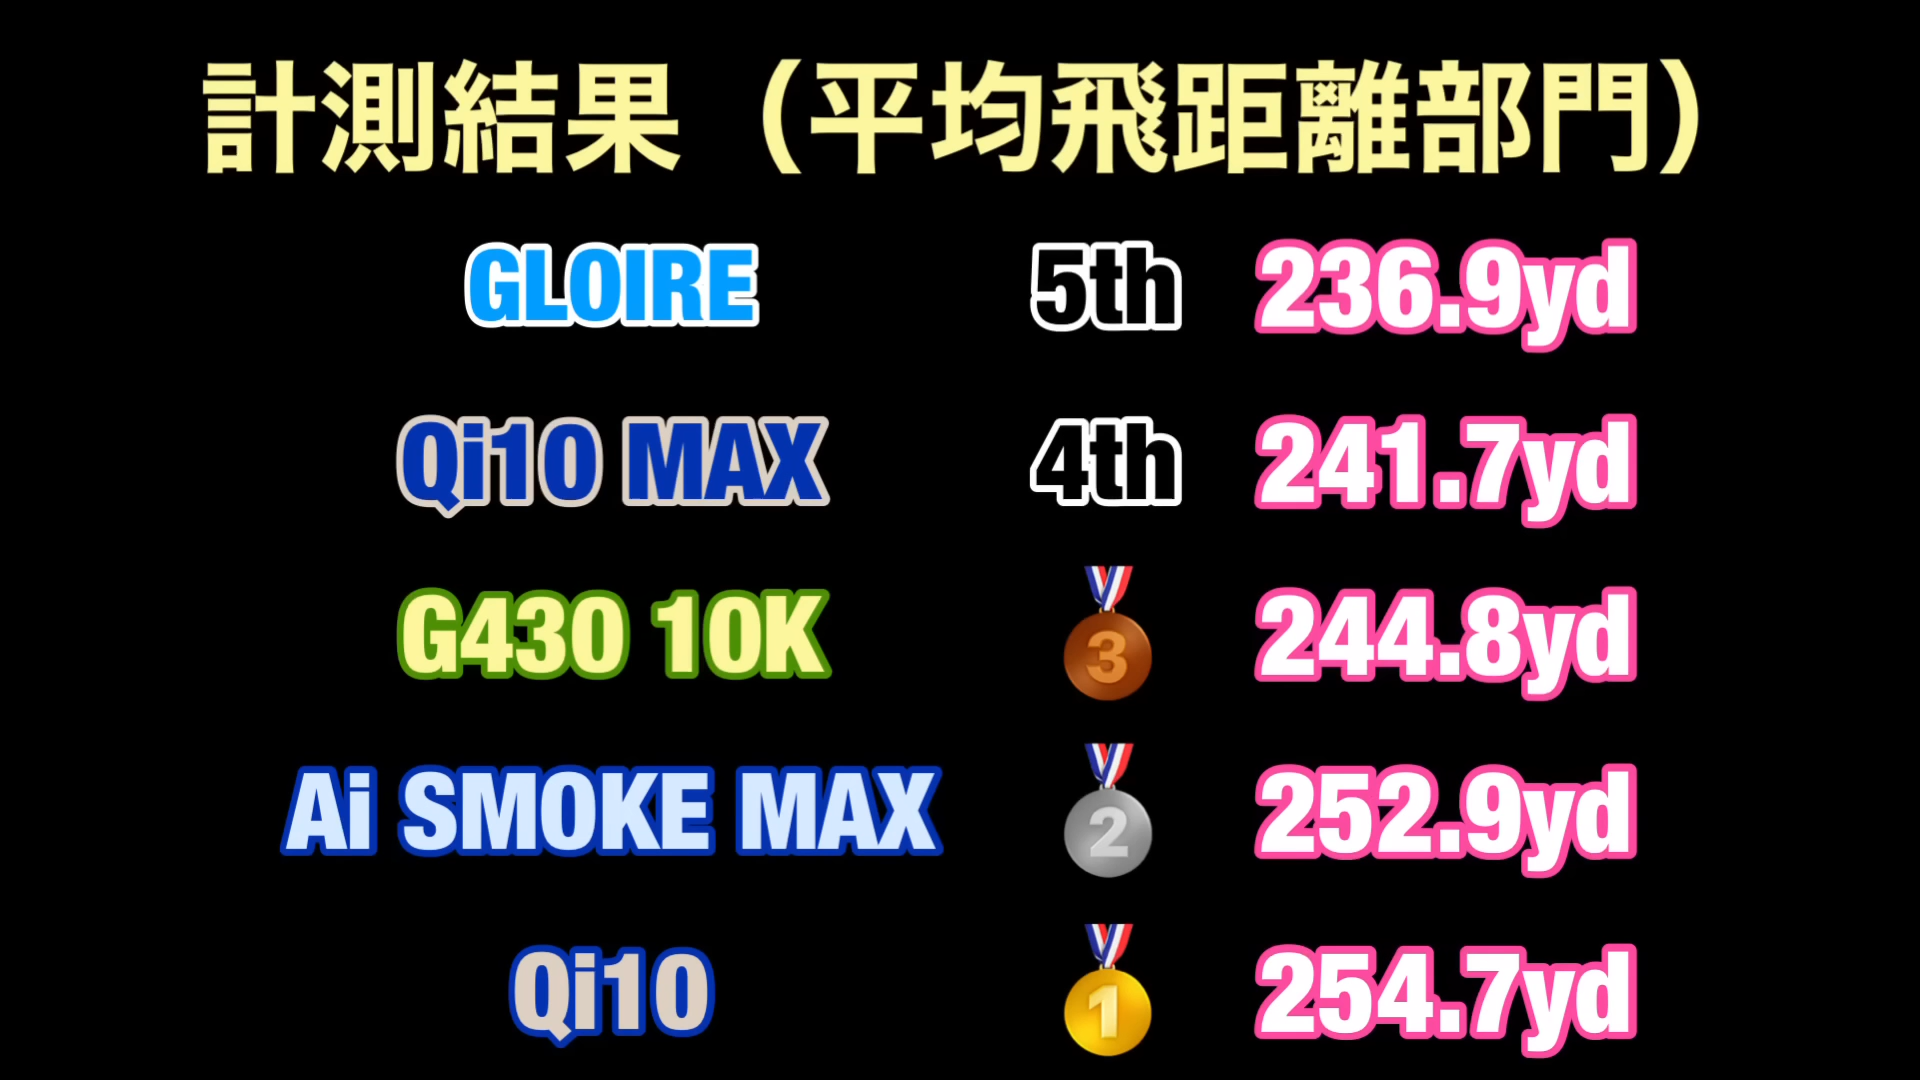 計測結果（平均飛距離部門）
GLOIRE 5th 236.9yd
Qi10 MAX 4th 241.7yd
G430 10K 3 244.8yd
Ai SMOKE MAX 2 252.9yd
Qi10 1 254.7yd